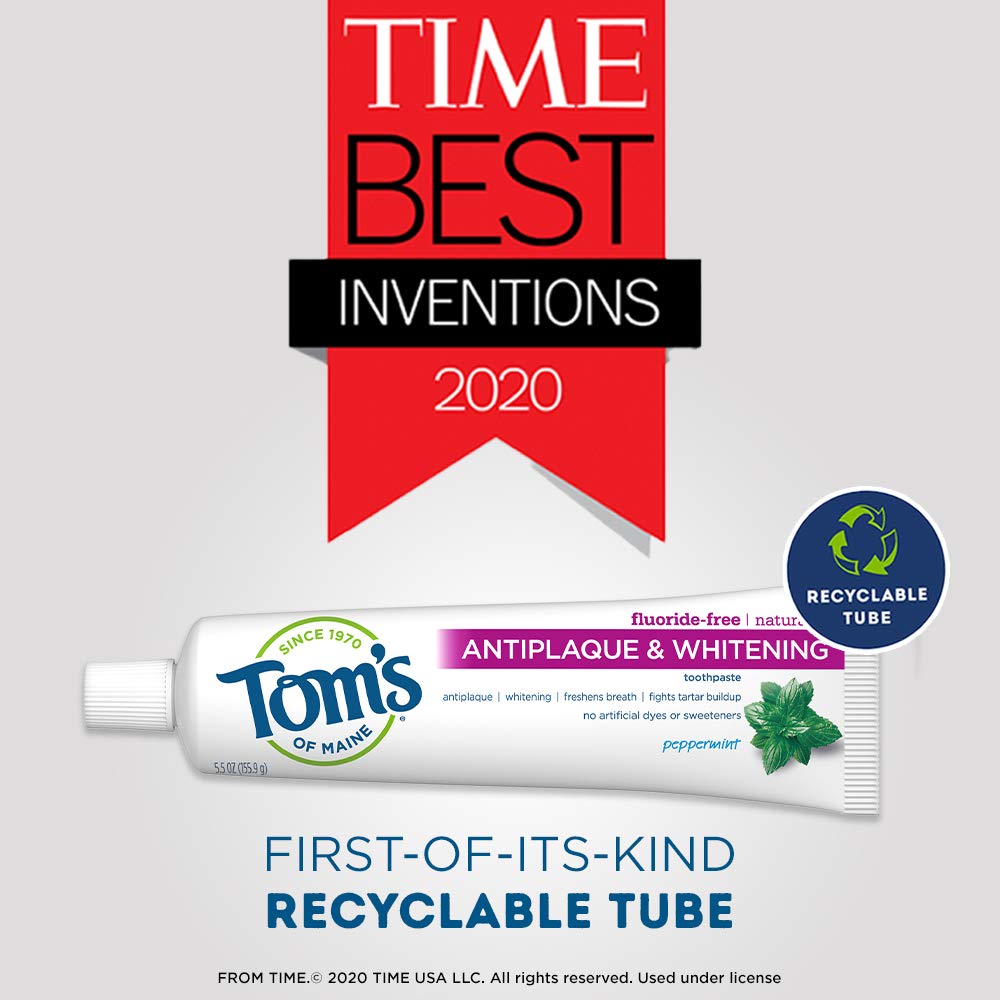 TIME
BEST
INVENTIONS
2020
RECYCLABLE
TUBE
fluoride-free |
ANTIPLAQUE & WHITENING
toothpaste
antiplaque | whitening | freshens breath | fights tartar buildup
no artificial dyes or sweeteners
peppermint
SINCE 1970
Tom's
OF MAINE®
5.5 OZ (155.9 g)
FIRST-OF-ITS-KIND
RECYCLABLE TUBE
FROM TIME.© 2020 TIME USA LLC. All rights reserved. Used under license